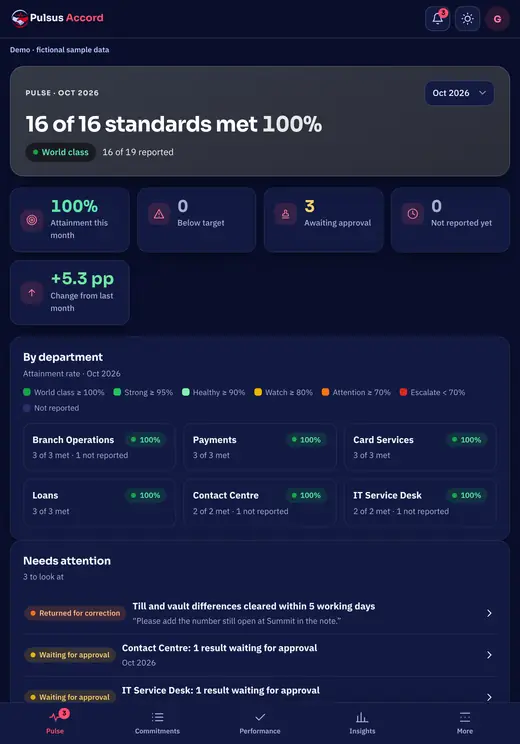 Pulsus Accord
3
G
Demo · fictional sample data
PULSE · OCT 2026
Oct 2026
16 of 16 standards met 100%
World class
16 of 19 reported
100%
Attainment this
month
0
Below target
3
Awaiting approval
0
Not reported yet
+5.3 pp
Change from last
month
By department
Attainment rate · Oct 2026
World class ≥ 100%
Strong ≥ 95%
Healthy ≥ 90%
Watch ≥ 80%
Attention ≥ 70%
Escalate < 70%
Not reported
Branch Operations
100%
3 of 3 met · 1 not reported
Payments
100%
3 of 3 met
Card Services
100%
3 of 3 met
Loans
100%
3 of 3 met
Contact Centre
100%
2 of 2 met · 1 not reported
IT Service Desk
100%
2 of 2 met · 1 not reported
Needs attention
3 to look at
Returned for correction
Till and vault differences cleared within 5 working days
“Please add the number still open at Summit in the note.”
Waiting for approval
Contact Centre: 1 result waiting for approval
Oct 2026
Waiting for approval
IT Service Desk: 1 result waiting for approval
3
Pulse
Commitments
Performance
Insights
More